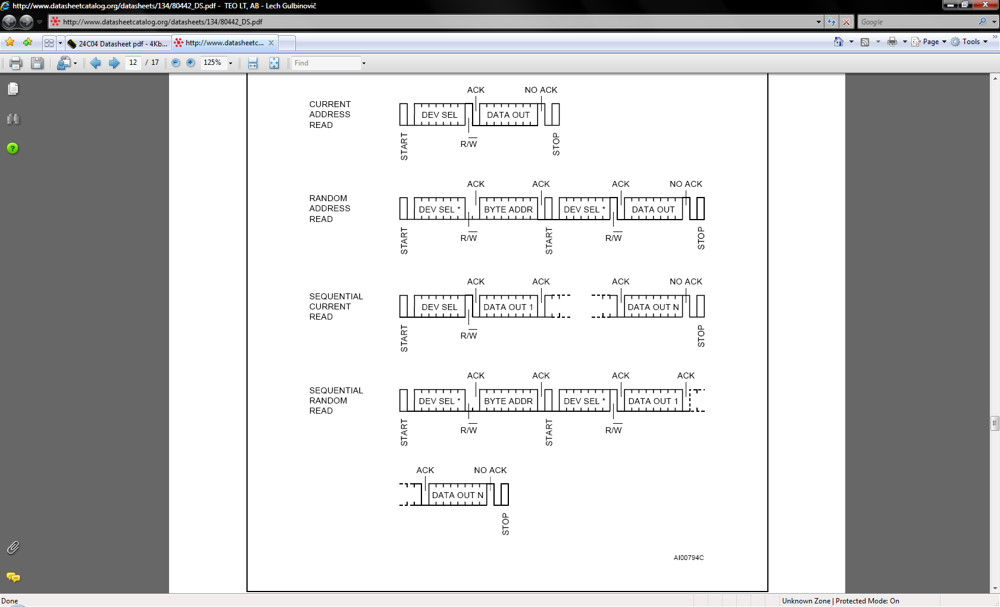 http://www.datasheetcatalog.org/datasheets/134/80442_DS.pdf - TEO LT, AB - Lech Gulbinovič
http://www.datasheetcatalog.org/datasheets/134/80442_DS.pdf
Google
24C04 Datasheet pdf - 4Kb...
http://www.datasheetc...
Page
Tools
12 / 17
125%
Find
ACK NO ACK
CURRENT
ADDRESS
READ
DEV SEL DATA OUT
START R/W STOP
ACK ACK ACK NO ACK
RANDOM
ADDRESS
READ
DEV SEL * BYTE ADDR DEV SEL * DATA OUT
START R/W START R/W STOP
ACK ACK ACK NO ACK
SEQUENTIAL
CURRENT
READ
DEV SEL DATA OUT 1 DATA OUT N
START R/W STOP
ACK ACK ACK ACK
SEQUENTIAL
RANDOM
READ
DEV SEL * BYTE ADDR DEV SEL * DATA OUT 1
START R/W START R/W
ACK NO ACK
DATA OUT N
STOP
AI00794C
Done
Unknown Zone | Protected Mode: On